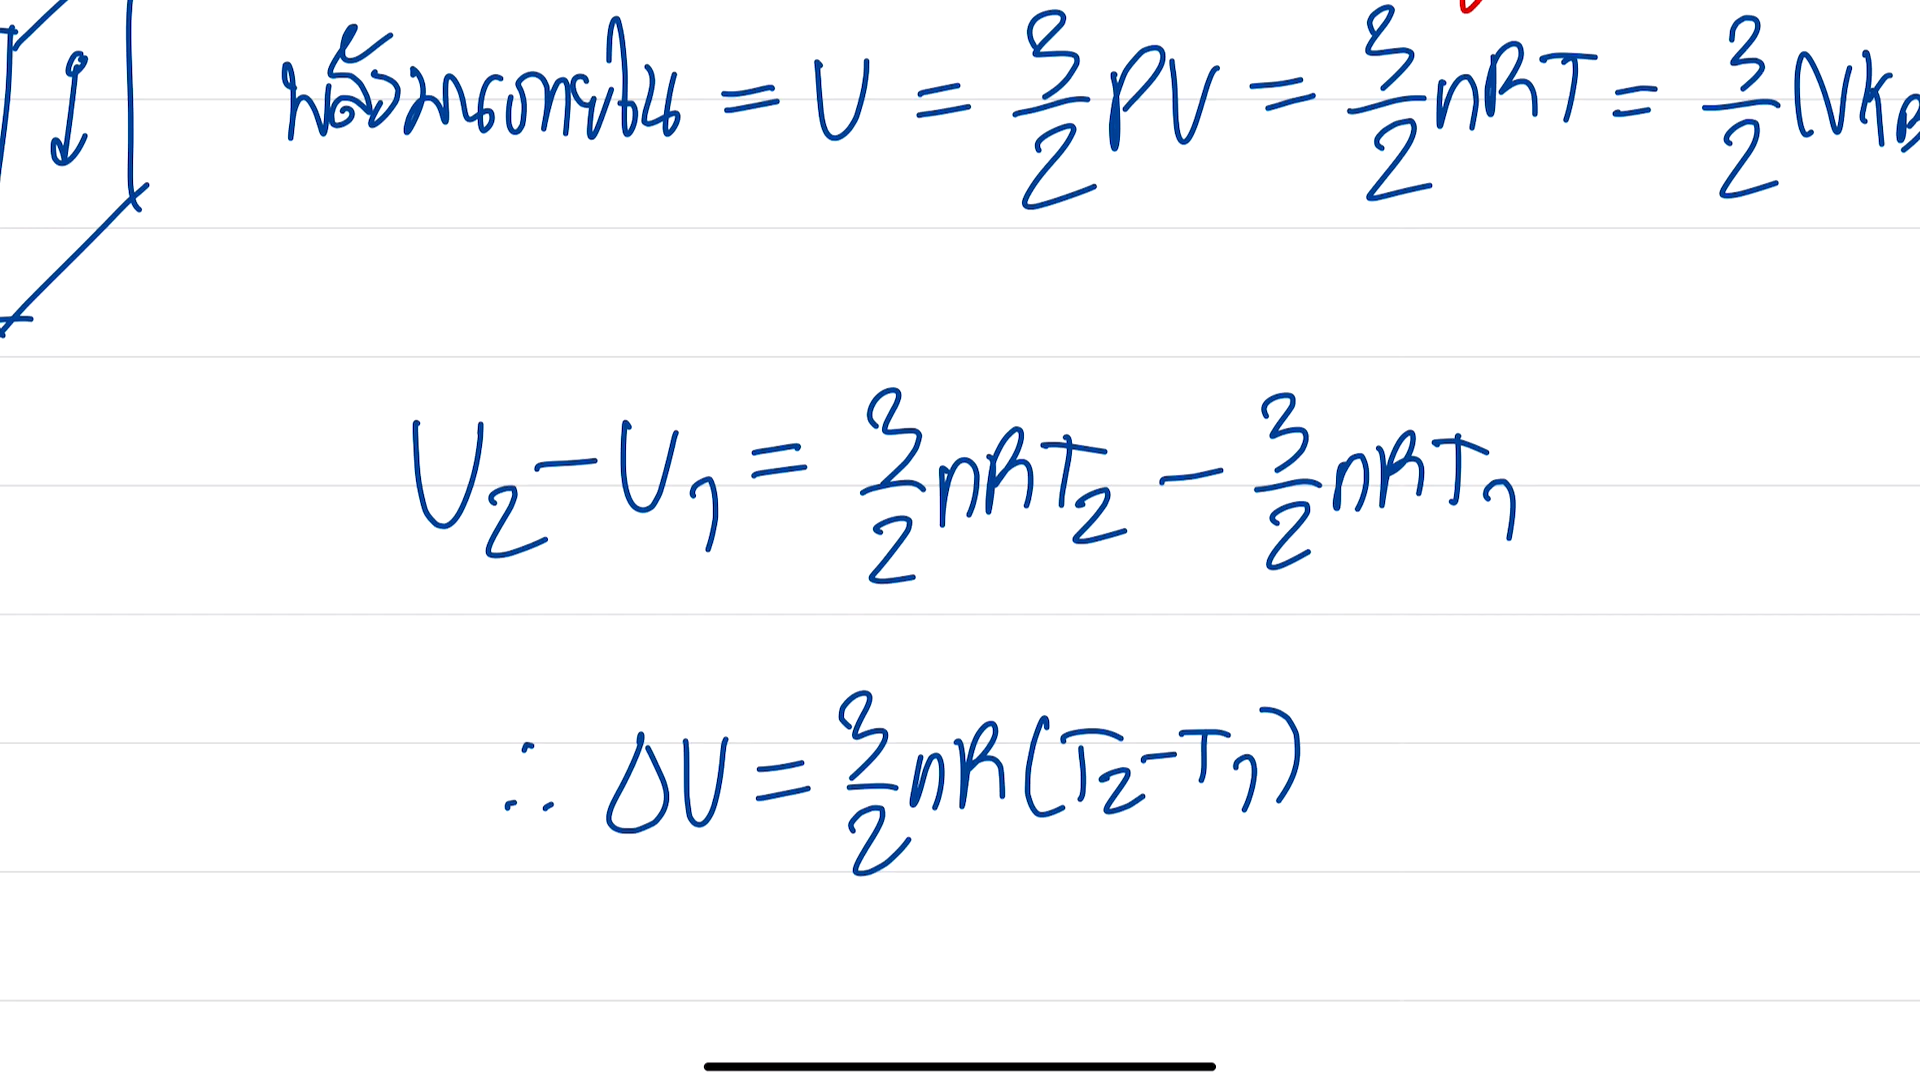 พลังงานภายใน = U = 3/2 PV = 3/2 nRT = 3/2 Nk_B
U₂ - U₁ = 3/2 nRT₂ - 3/2 nRT₁
∴ ΔU = 3/2 nR(T₂ - T₁)